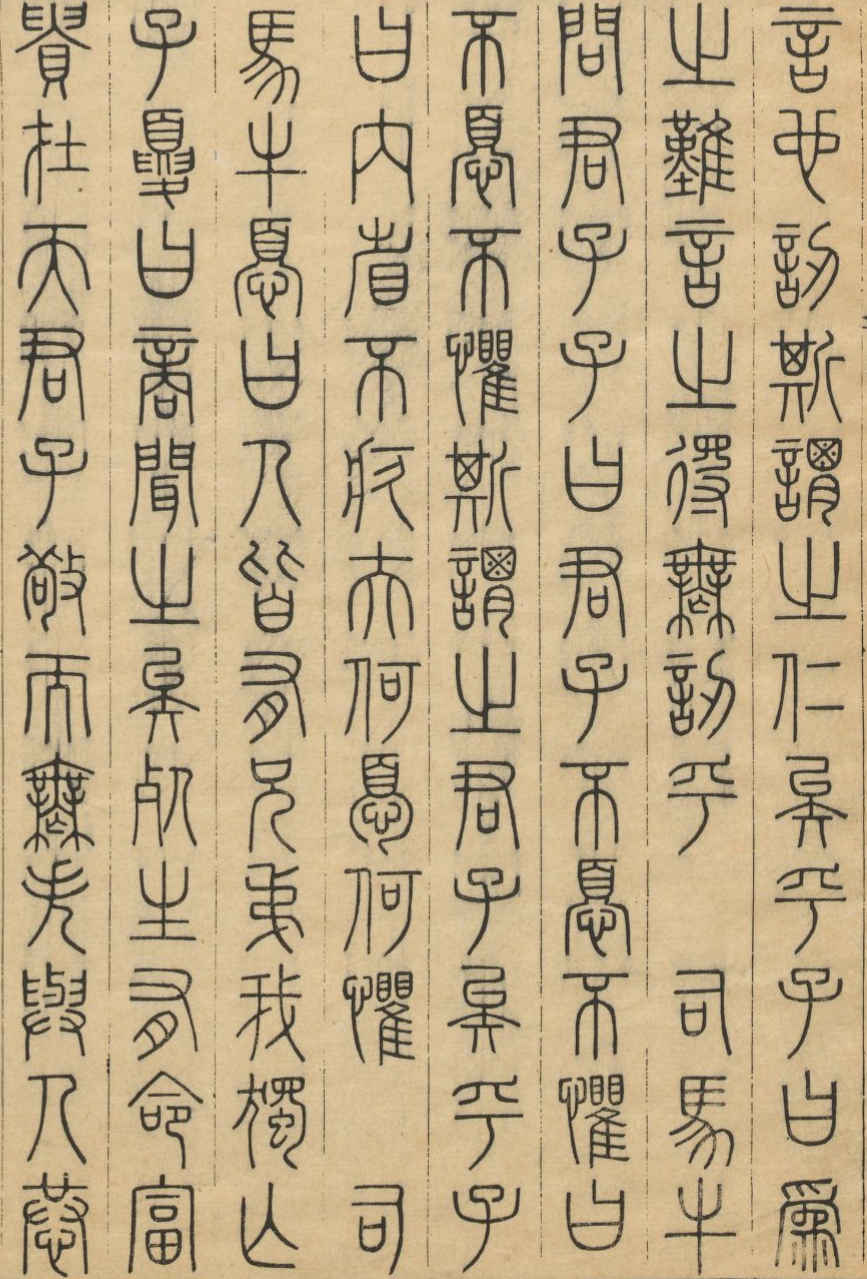 言也訒斯謂之仁矣乎子曰爲
之難言之得無訒乎　司馬牛
問君子子曰君子不憂不懼曰
不憂不懼斯謂之君子矣乎子
曰內省不疚夫何憂何懼　司
馬牛憂曰人皆有兄弟我獨亡
子夏曰商聞之矣死生有命富
貴在天君子敬而無失與人恭